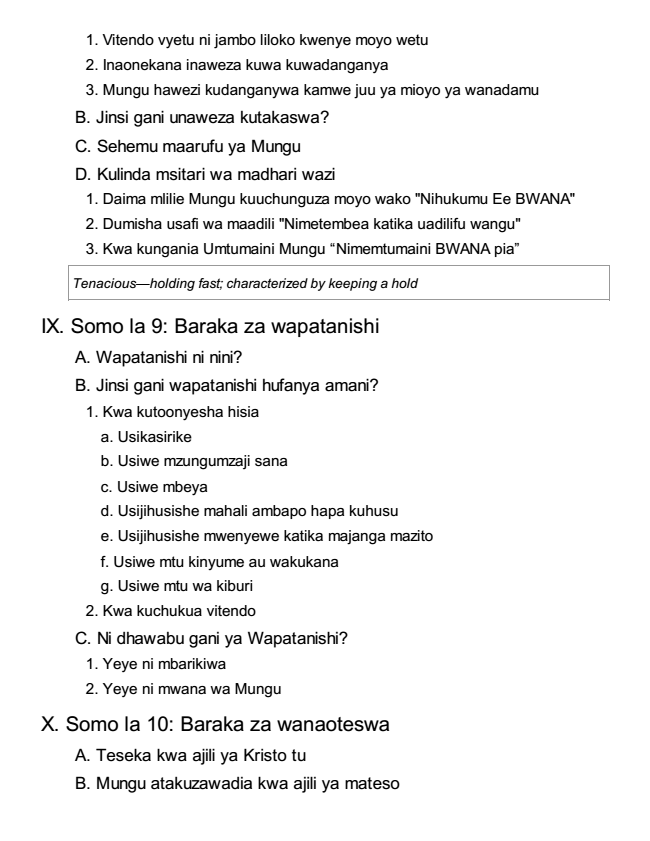 1. Vitendo vyetu ni jambo liloko kwenye moyo wetu
2. Inaonekana inaweza kuwa kuwadanganya
3. Mungu hawezi kudanganywa kamwe juu ya mioyo ya wanadamu
B. Jinsi gani unaweza kutakaswa?
C. Sehemu maarufu ya Mungu
D. Kulinda msitari wa madhari wazi
1. Daima mlilie Mungu kuuchunguza moyo wako "Nihukumu Ee BWANA"
2. Dumisha usafi wa maadili "Nimetembea katika uadilifu wangu"
3. Kwa kungania Umtumaini Mungu “Nimemtumaini BWANA pia”
Tenacious—holding fast; characterized by keeping a hold
IX. Somo la 9: Baraka za wapatanishi
A. Wapatanishi ni nini?
B. Jinsi gani wapatanishi hufanya amani?
1. Kwa kutoonyesha hisia
a. Usikasirike
b. Usiwe mzungumzaji sana
c. Usiwe mbeya
d. Usijihusishe mahali ambapo hapa kuhusu
e. Usijihusishe mwenyewe katika majanga mazito
f. Usiwe mtu kinyume au wakukana
g. Usiwe mtu wa kiburi
2. Kwa kuchukua vitendo
C. Ni dhawabu gani ya Wapatanishi?
1. Yeye ni mbarikiwa
2. Yeye ni mwana wa Mungu
X. Somo la 10: Baraka za wanaoteswa
A. Teseka kwa ajili ya Kristo tu
B. Mungu atakuzawadia kwa ajili ya mateso